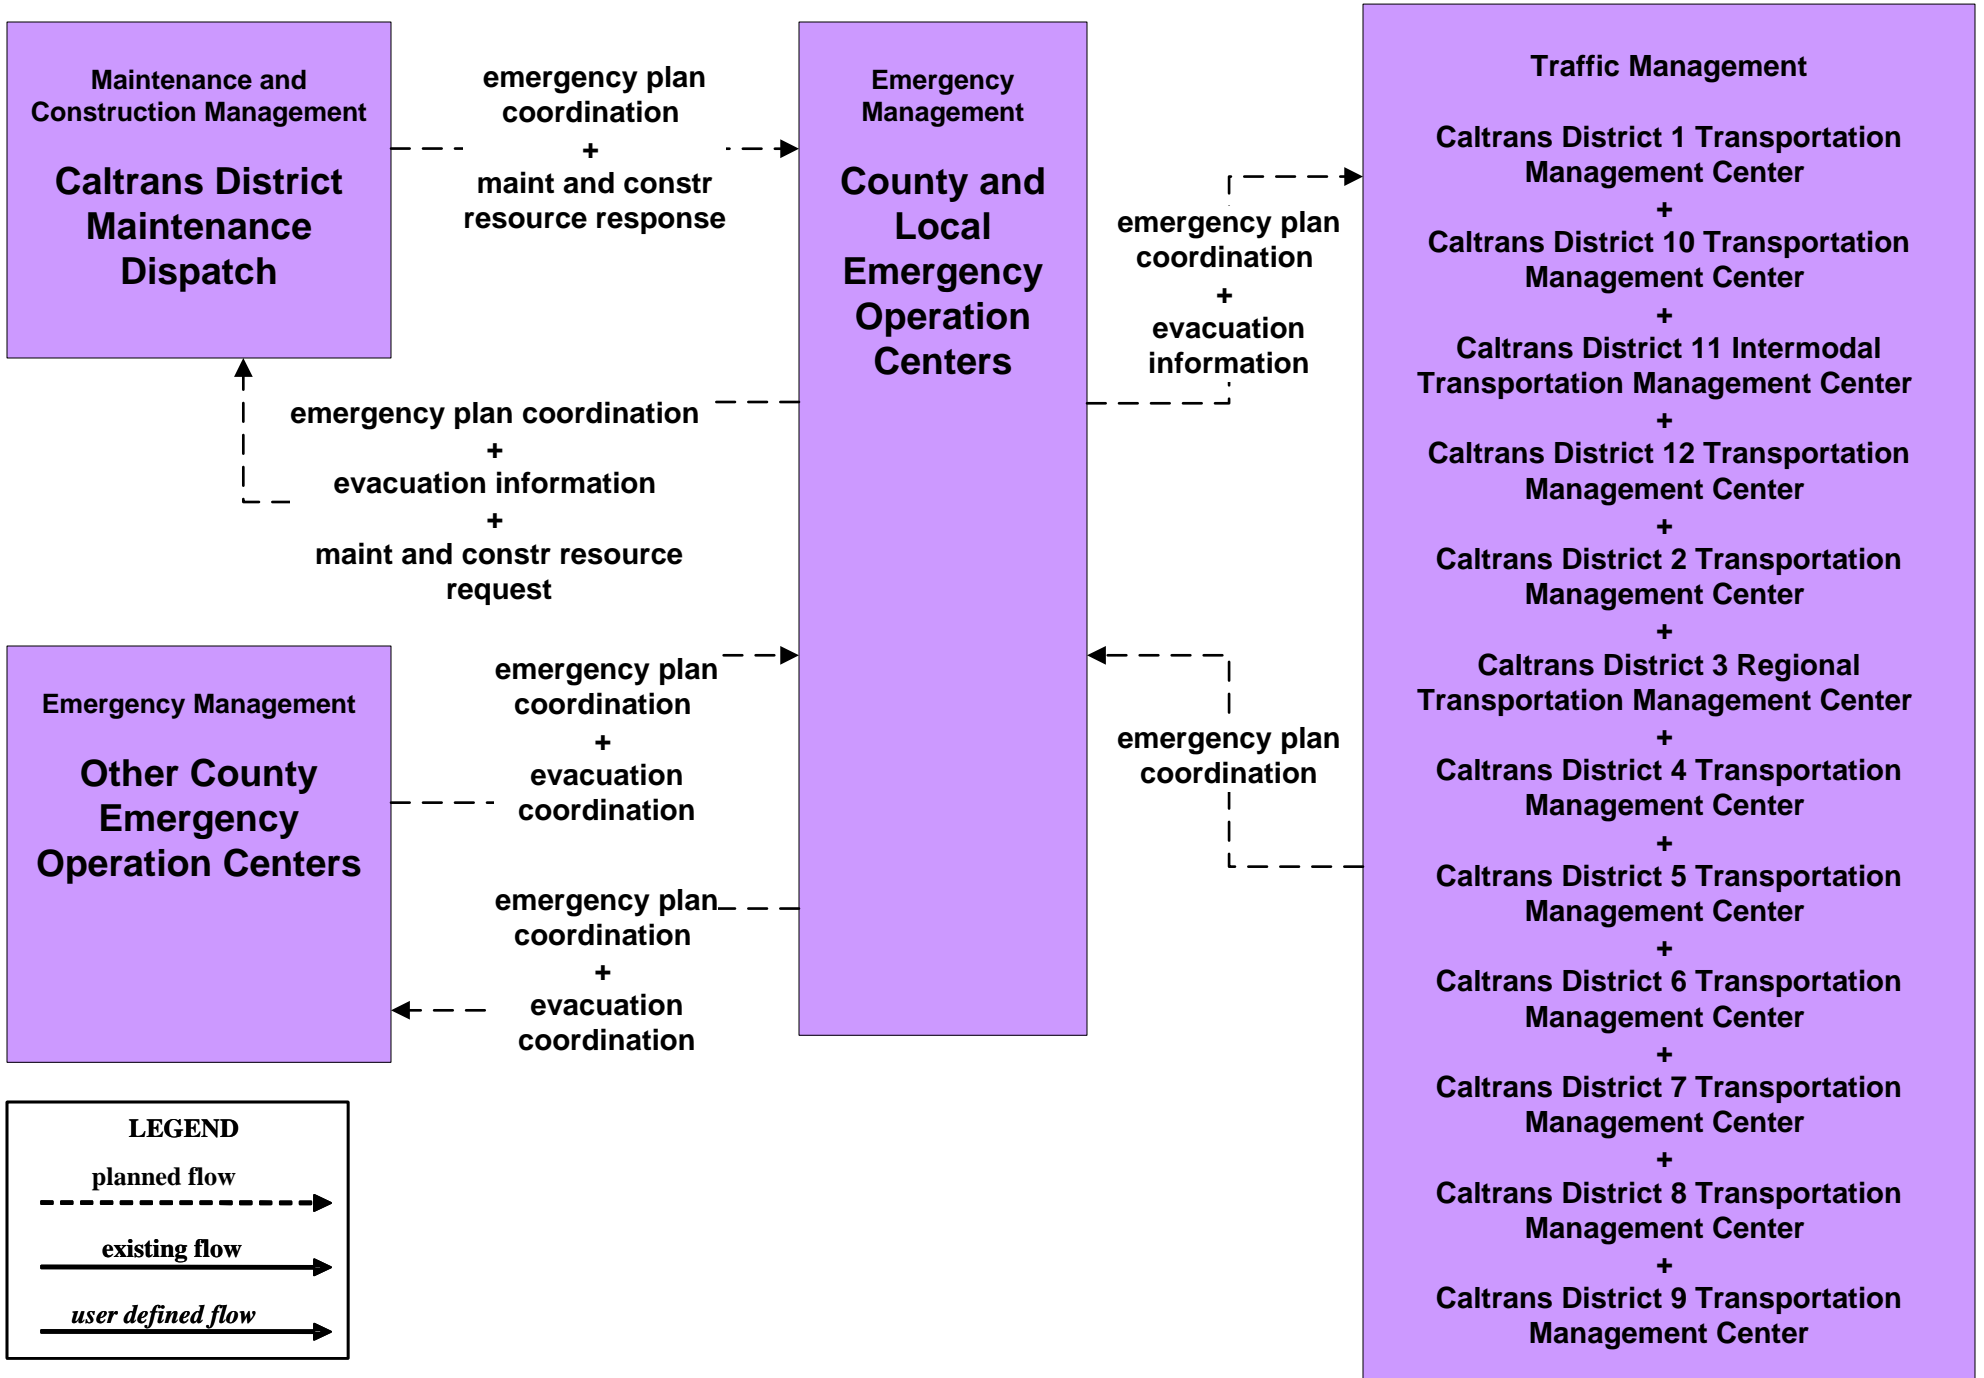 Maintenance and
Construction Management
Caltrans District
Maintenance
Dispatch
emergency plan
coordination
+
maint and constr
resource response
Emergency
Management
County and
Local
Emergency
Operation
Centers
emergency plan
coordination
+
evacuation
information
emergency plan coordination
+
evacuation information
+
maint and constr resource
request
Emergency Management
Other County
Emergency
Operation Centers
emergency plan
coordination
+
evacuation
coordination
emergency plan
coordination
+
evacuation
coordination
emergency plan
coordination
Traffic Management
Caltrans District 1 Transportation
Management Center
+
Caltrans District 10 Transportation
Management Center
+
Caltrans District 11 Intermodal
Transportation Management Center
+
Caltrans District 12 Transportation
Management Center
+
Caltrans District 2 Transportation
Management Center
+
Caltrans District 3 Regional
Transportation Management Center
+
Caltrans District 4 Transportation
Management Center
+
Caltrans District 5 Transportation
Management Center
+
Caltrans District 6 Transportation
Management Center
+
Caltrans District 7 Transportation
Management Center
+
Caltrans District 8 Transportation
Management Center
+
Caltrans District 9 Transportation
Management Center
LEGEND
planned flow
existing flow
user defined flow